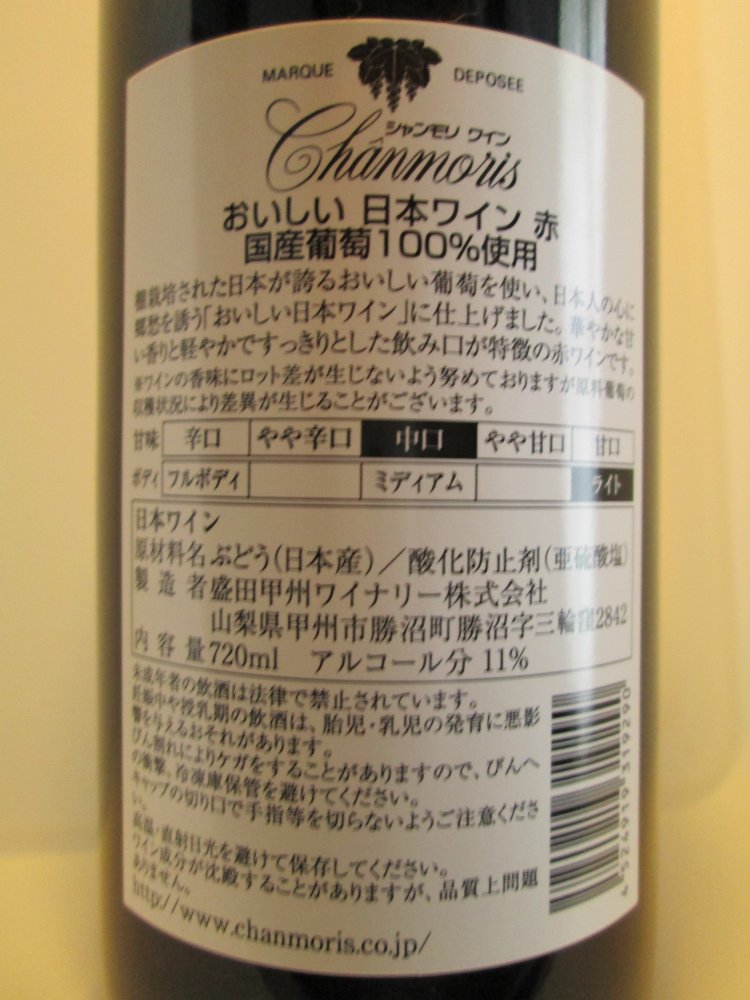 MARQUE DEPOSEE
シャンモリ ワイン
Chanmoris
おいしい 日本ワイン 赤
国産葡萄100%使用
棚栽培された日本が誇るおいしい葡萄を使い、日本人の心に
郷愁を誘う「おいしい日本ワイン」に仕上げました。華やかな甘
い香りと軽やかですっきりとした飲み口が特徴の赤ワインです。
※ワインの香味にロット差が生じないよう努めておりますが原料葡萄の
収穫状況により差異が生じることがございます。
甘味 辛口 やや辛口 中口 やや甘口 甘口
ボディ フルボディ ミディアム ライト
日本ワイン
原材料名 ぶどう(日本産)/酸化防止剤(亜硫酸塩)
製造者 盛田甲州ワイナリー株式会社
山梨県甲州市勝沼町勝沼字三輪窪2842
内容量 720ml アルコール分 11%
未成年者の飲酒は法律で禁止されています。
妊娠中や授乳期の飲酒は、胎児・乳児の発育に悪影
響を与えるおそれがあります。
びん割れによりケガをすることがありますので、びんへ
の衝撃、冷凍庫保管を避けてください。
キャップの切り口で手指等を切らないようご注意くださ
い。
高温・直射日光を避けて保存してください。
ワイン成分が沈殿することがありますが、品質上問題
ありません。
http://www.chanmoris.co.jp/
4 524919 319290